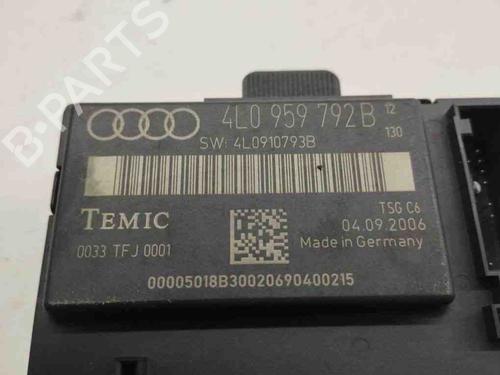 B-PARTS
4L0 959 792B 12
130
SW: 4L0910793B
TEMIC
TSG C6
04.09.2006
0033 TFJ 0001
Made in Germany
00005018B30020690400215